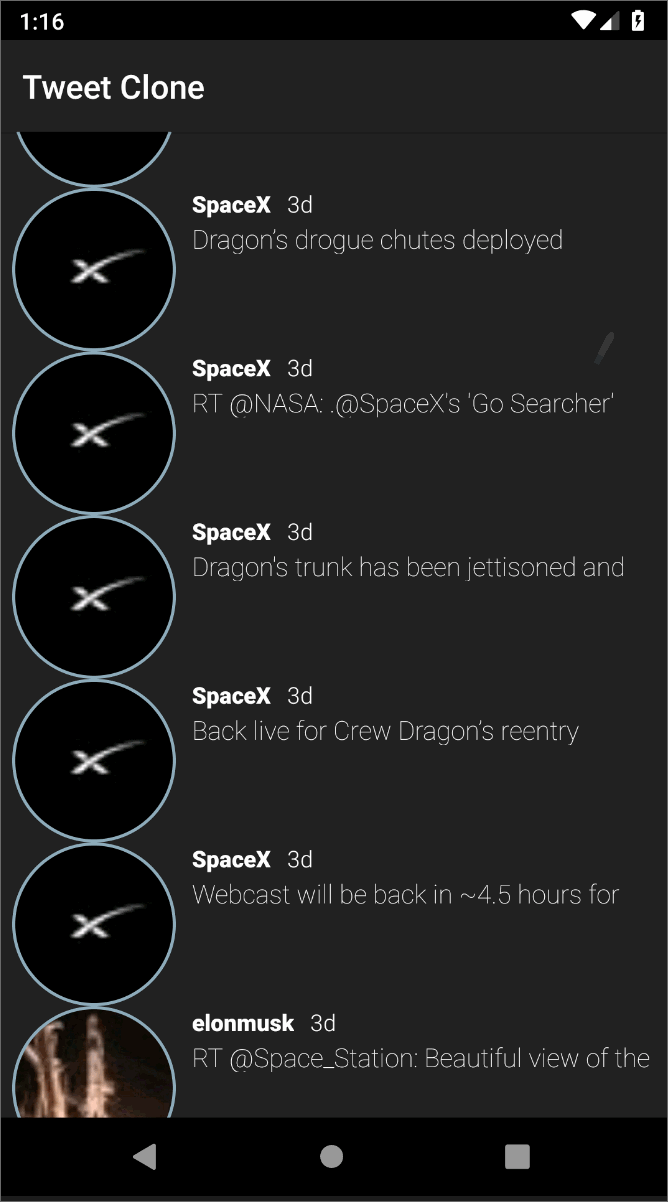 1:16
Tweet Clone
SpaceX 3d
Dragon’s drogue chutes deployed
SpaceX 3d
RT @NASA: .@SpaceX's 'Go Searcher'
SpaceX 3d
Dragon's trunk has been jettisoned and
SpaceX 3d
Back live for Crew Dragon’s reentry
SpaceX 3d
Webcast will be back in ~4.5 hours for
elonmusk 3d
RT @Space_Station: Beautiful view of the